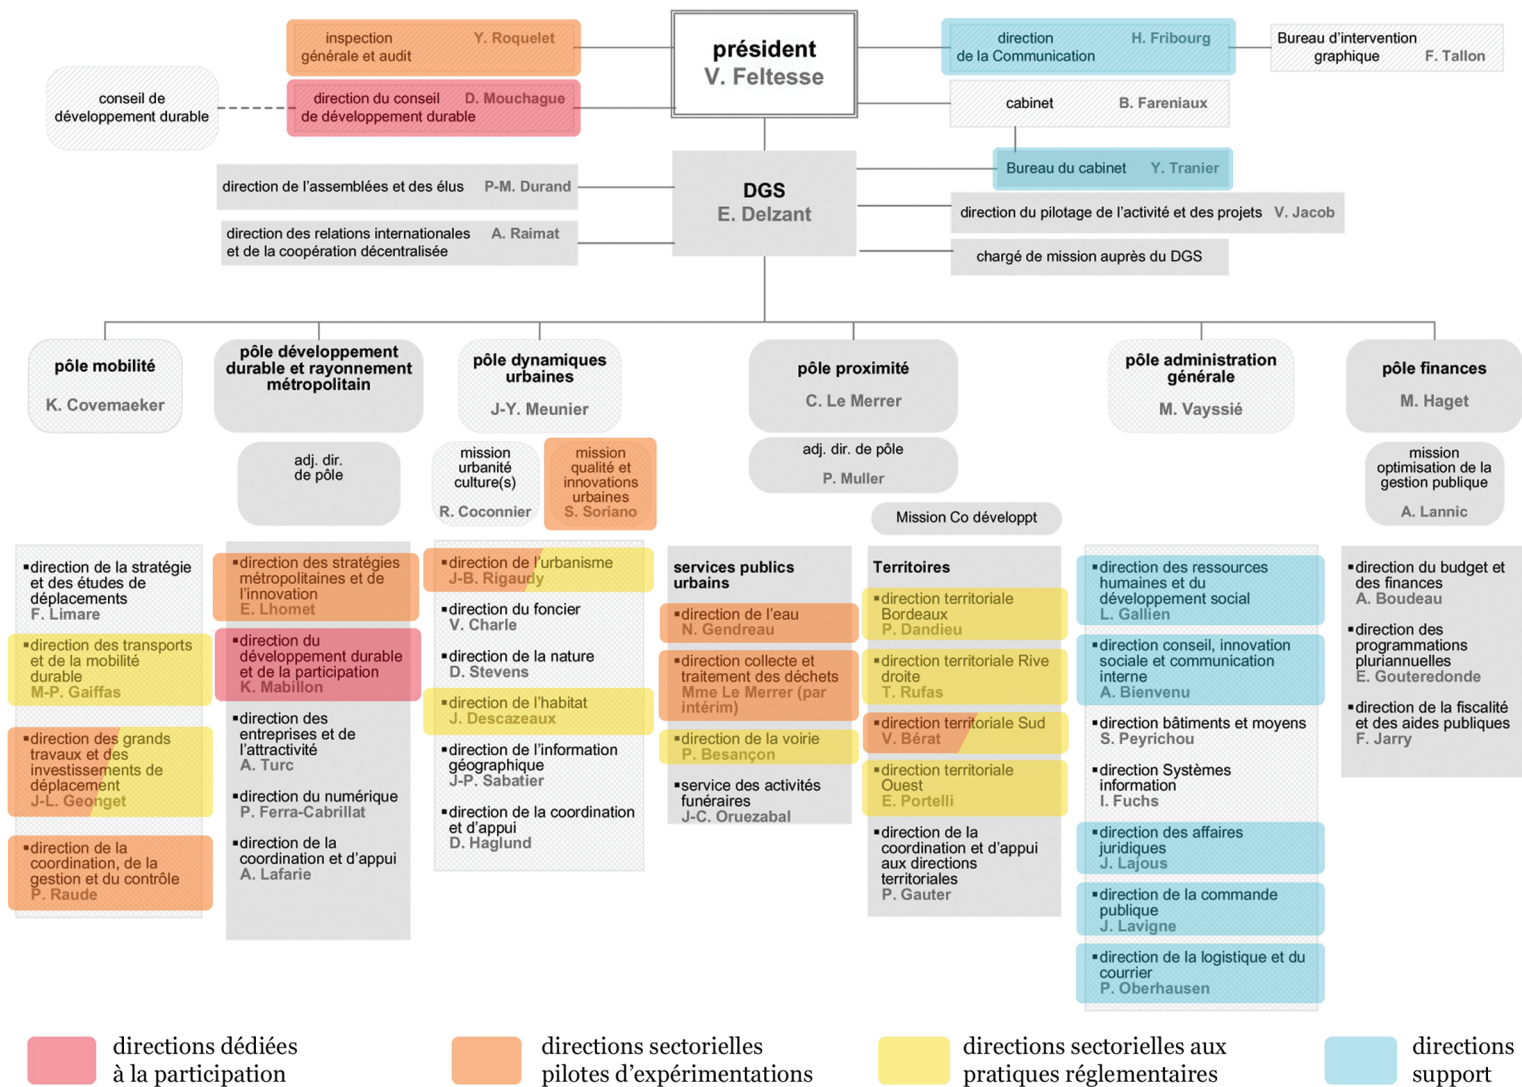 inspection
générale et audit
Y. Roquelet
président
V. Feltesse
direction
de la Communication
H. Fribourg
Bureau d'intervention
graphique
F. Tallon
conseil de
développement durable
direction du conseil
de développement durable
D. Mouchague
cabinet
B. Fareniaux
Bureau du cabinet
Y. Tranier
direction de l'assemblées et des élus
P-M. Durand
DGS
E. Delzant
direction du pilotage de l'activité et des projets
V. Jacob
direction des relations internationales
et de la coopération décentralisée
A. Raimat
chargé de mission auprès du DGS
pôle mobilité
K. Covemaeker
▪direction de la stratégie
et des études de
déplacements
F. Limare
▪direction des transports
et de la mobilité
durable
M-P. Gaiffas
▪direction des grands
travaux et des
investissements de
déplacement
J-L. Geonget
▪direction de la
coordination, de la
gestion et du contrôle
P. Raude
pôle développement
durable et rayonnement
métropolitain
adj. dir.
de pôle
▪direction des stratégies
métropolitaines et de
l'innovation
E. Lhomet
▪direction du
développement durable
et de la participation
K. Mabillon
▪direction des
entreprises et de
l'attractivité
A. Turc
▪direction du numérique
P. Ferra-Cabrillat
▪direction de la
coordination et d'appui
A. Lafarie
pôle dynamiques
urbaines
J-Y. Meunier
mission
urbanité
culture(s)
R. Coconnier
mission
qualité et
innovations
urbaines
S. Soriano
▪direction de l'urbanisme
J-B. Rigaudy
▪direction du foncier
V. Charle
▪direction de la nature
D. Stevens
▪direction de l'habitat
J. Descazeaux
▪direction de l'information
géographique
J-P. Sabatier
▪direction de la coordination
et d'appui
D. Haglund
pôle proximité
C. Le Merrer
adj. dir. de pôle
P. Muller
Mission Co développt
services publics
urbains
▪direction de l'eau
N. Gendreau
▪direction collecte et
traitement des déchets
Mme Le Merrer (par
intérim)
▪direction de la voirie
P. Besançon
▪service des activités
funéraires
J-C. Oruezabal
Territoires
▪direction territoriale
Bordeaux
P. Dandieu
▪direction territoriale Rive
droite
T. Rufas
▪direction territoriale Sud
V. Bérat
▪direction territoriale
Ouest
E. Portelli
▪direction de la
coordination et d'appui
aux directions
territoriales
P. Gauter
pôle administration
générale
M. Vayssié
▪direction des ressources
humaines et du
développement social
L. Gallien
▪direction conseil, innovation
sociale et communication
interne
A. Bienvenu
▪direction bâtiments et moyens
S. Peyrichou
▪direction Systèmes
information
I. Fuchs
▪direction des affaires
juridiques
J. Lajous
▪direction de la commande
publique
J. Lavigne
▪direction de la logistique et du
courrier
P. Oberhausen
pôle finances
M. Haget
mission
optimisation de la
gestion publique
A. Lannic
▪direction du budget et
des finances
A. Boudeau
▪direction des
programmations
pluriannuelles
E. Gouteredonde
▪direction de la fiscalité
et des aides publiques
F. Jarry
directions dédiées
à la participation
directions sectorielles
pilotes d'expérimentations
directions sectorielles aux
pratiques réglementaires
directions
support